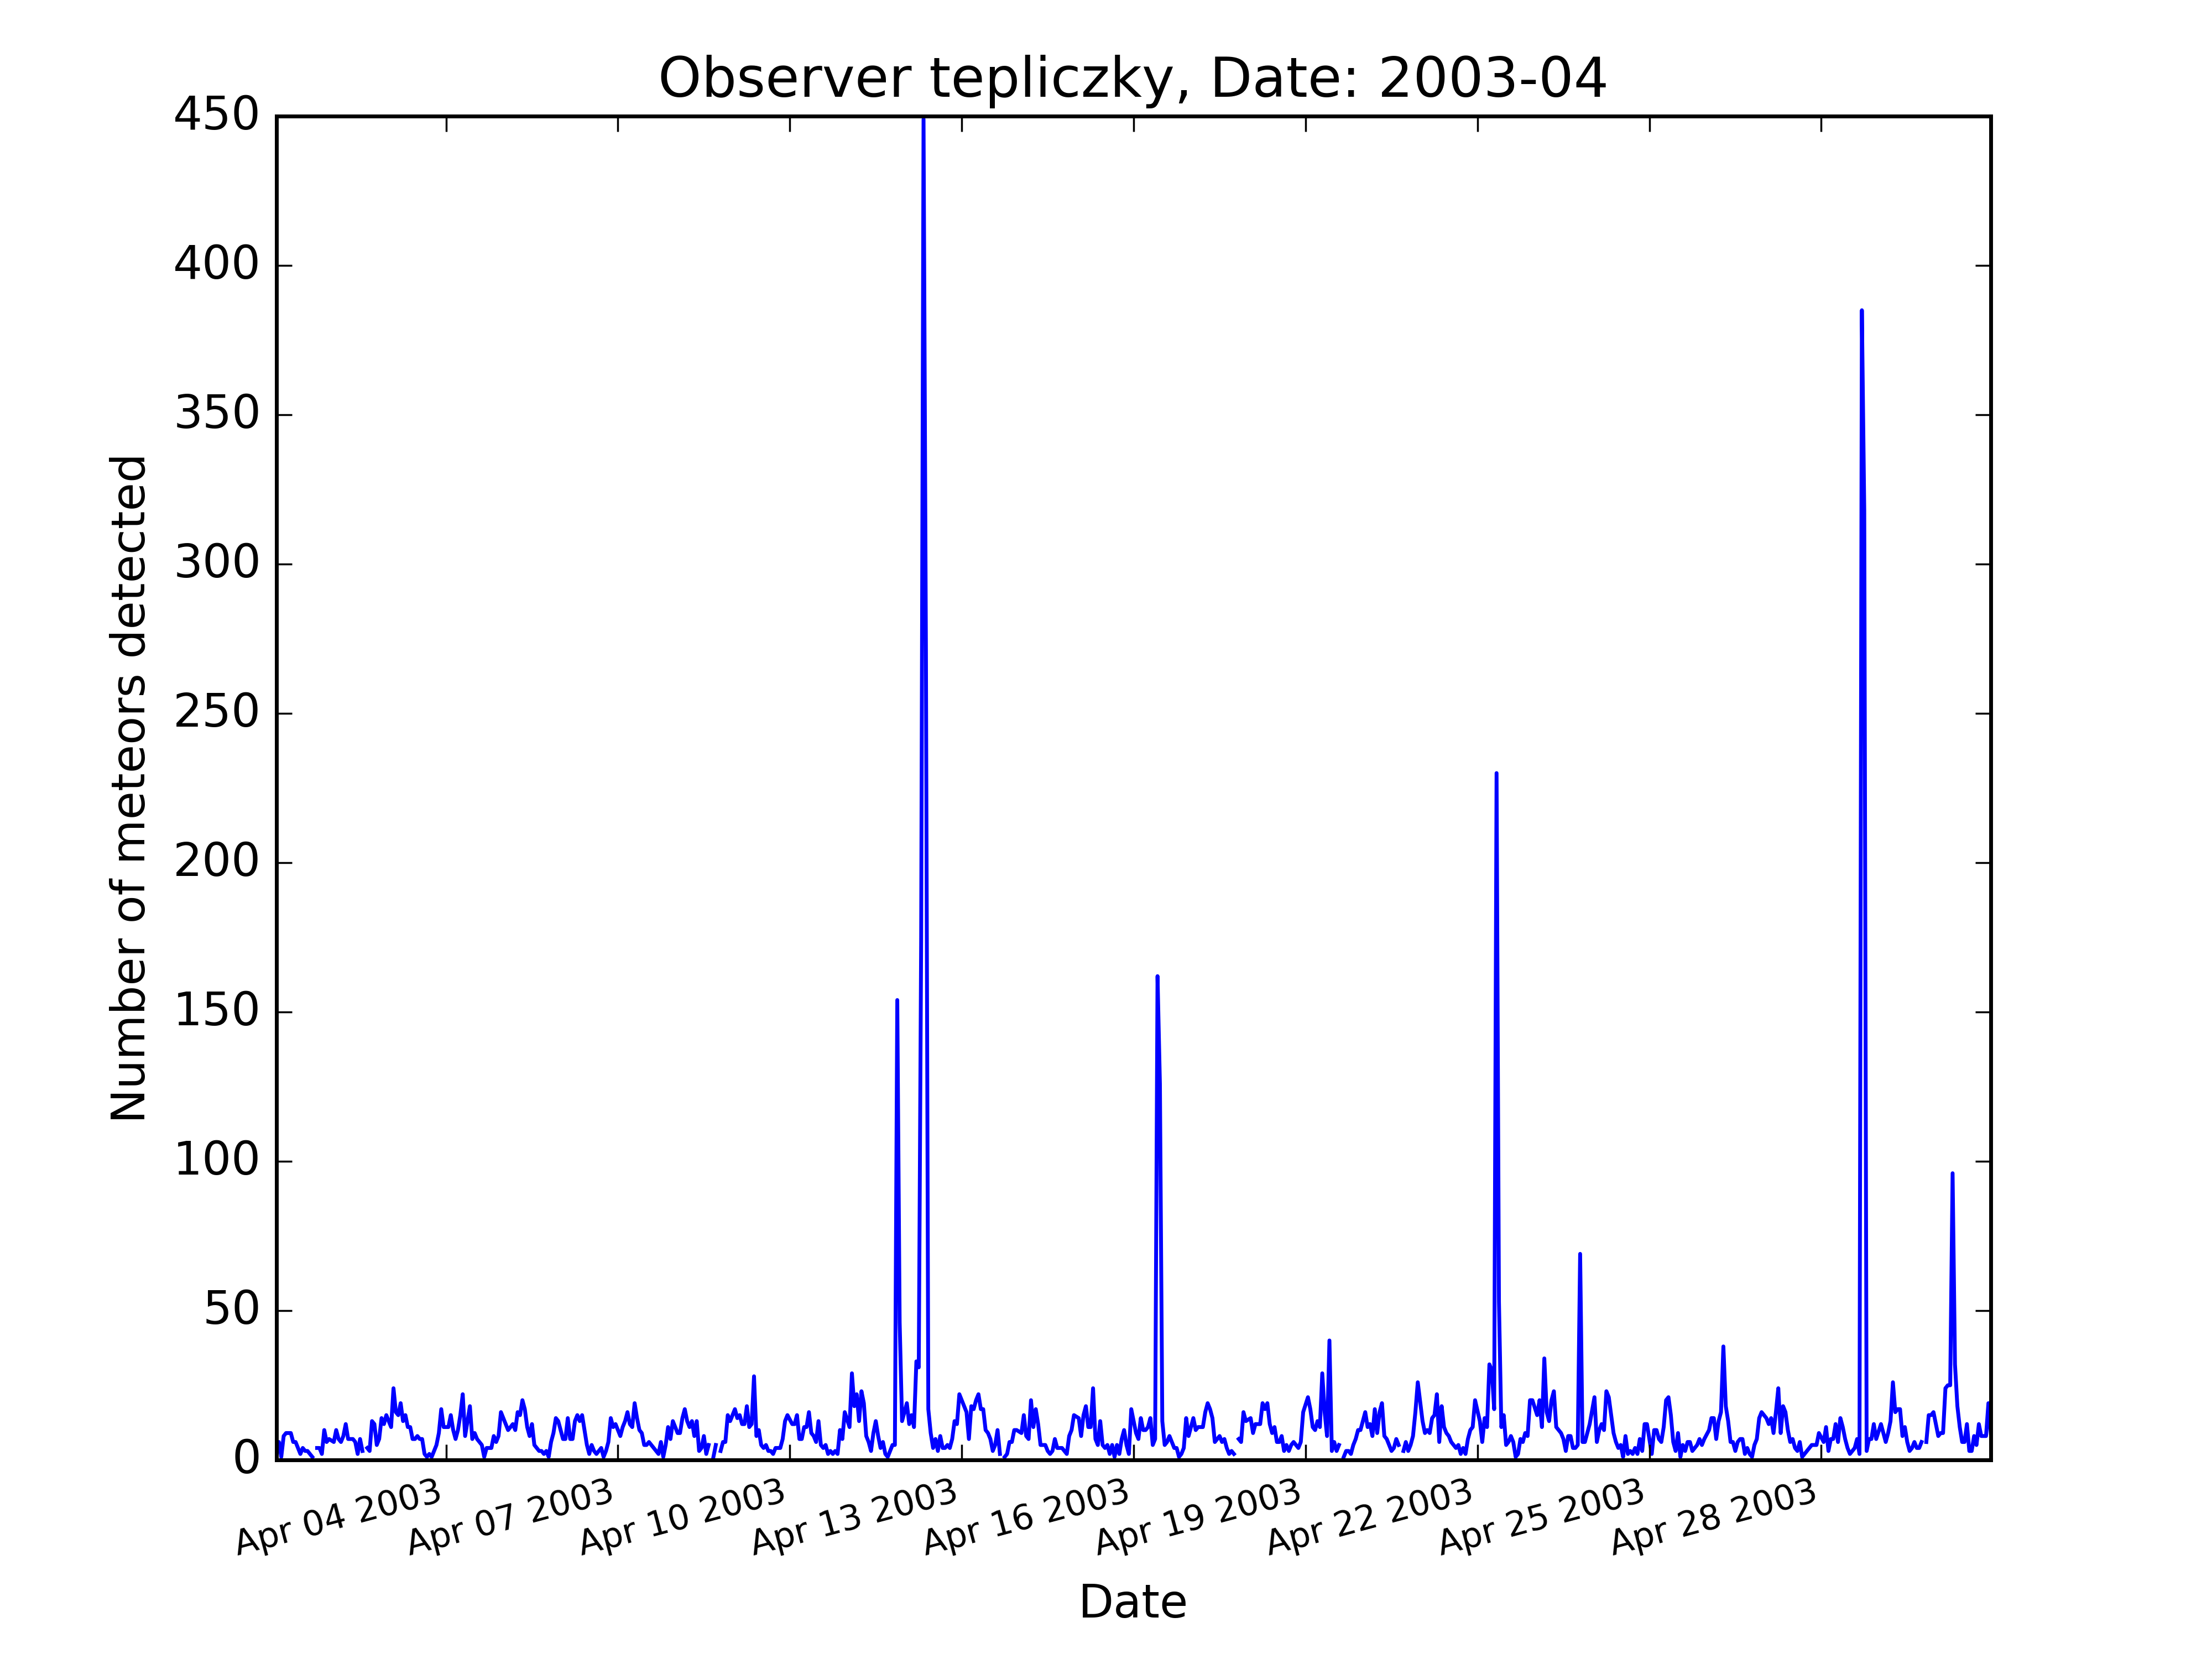 Observer tepliczky, Date: 2003-04
450
400
350
300
250
200
150
100
50
0
Number of meteors detected
Apr 04 2003
Apr 07 2003
Apr 10 2003
Apr 13 2003
Apr 16 2003
Apr 19 2003
Apr 22 2003
Apr 25 2003
Apr 28 2003
Date